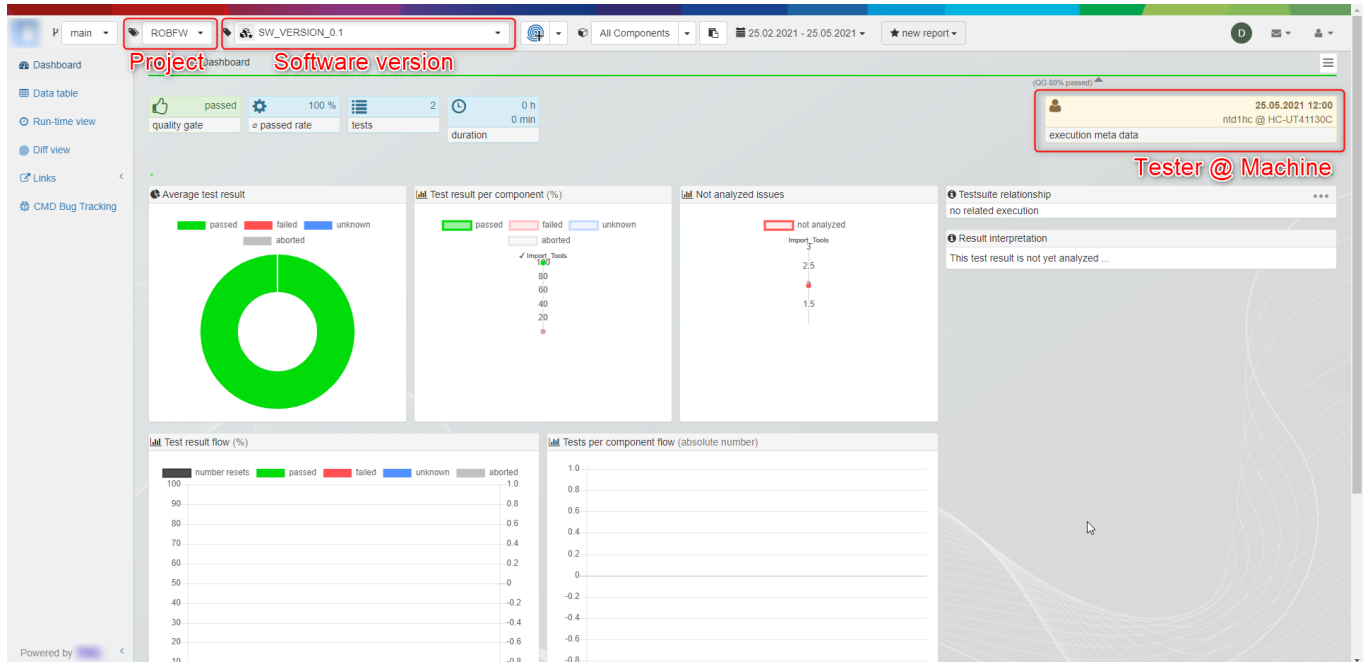 main
ROBFW
SW_VERSION_0.1
All Components
25.02.2021 - 25.05.2021
new report
D
Project
Software version
Dashboard
Dashboard
Data table
Run-time view
Diff view
Links
CMD Bug Tracking
Powered by
(QG 80% passed)
passed
quality gate
100 %
ø passed rate
2
tests
0 h
0 min
duration
25.05.2021 12:00
ntd1hc @ HC-UT41130C
execution meta data
Tester @ Machine
Average test result
passed failed unknown
aborted
Test result per component (%)
passed failed unknown
aborted
✓ Import_Tools
100
80
60
40
20
Not analyzed issues
not analyzed
Import_Tools
3
2.5
2
1.5
Testsuite relationship
no related execution
Result interpretation
This test result is not yet analyzed ...
Test result flow (%)
number resets passed failed unknown aborted
100 1.0
90 0.8
80 0.6
70 0.4
60 0.2
50 0
40 -0.2
30 -0.4
20 -0.6
10 -0.8
Tests per component flow (absolute number)
1.0
0.8
0.6
0.4
0.2
0
-0.2
-0.4
-0.6
-0.8